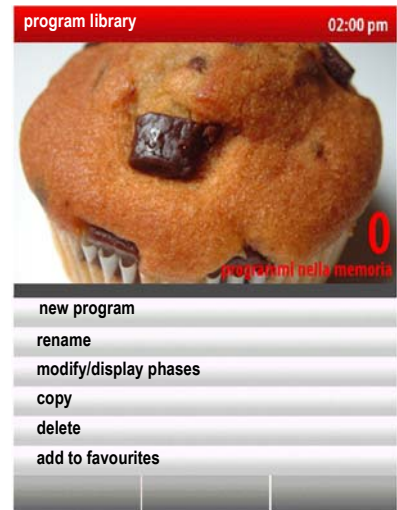 program library 02:00 pm
0
programmi nella memoria
new program
rename
modify/display phases
copy
delete
add to favourites